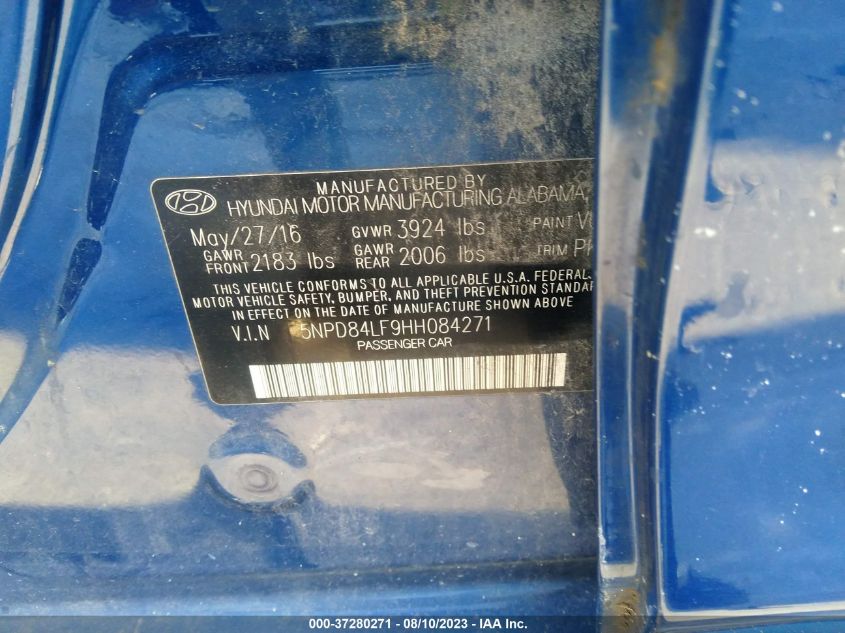 MANUFACTURED BY
HYUNDAI MOTOR MANUFACTURING ALABAMA,
May/27/16 GVWR 3924 lbs PAINT
GAWR FRONT 2183 lbs GAWR REAR 2006 lbs TRIM
THIS VEHICLE CONFORMS TO ALL APPLICABLE U.S.A. FEDERAL
MOTOR VEHICLE SAFETY, BUMPER, AND THEFT PREVENTION STANDAR
IN EFFECT ON THE DATE OF MANUFACTURE SHOWN ABOVE
V.I.N 5NPD84LF9HH084271
PASSENGER CAR
000-37280271 - 08/10/2023 - IAA Inc.